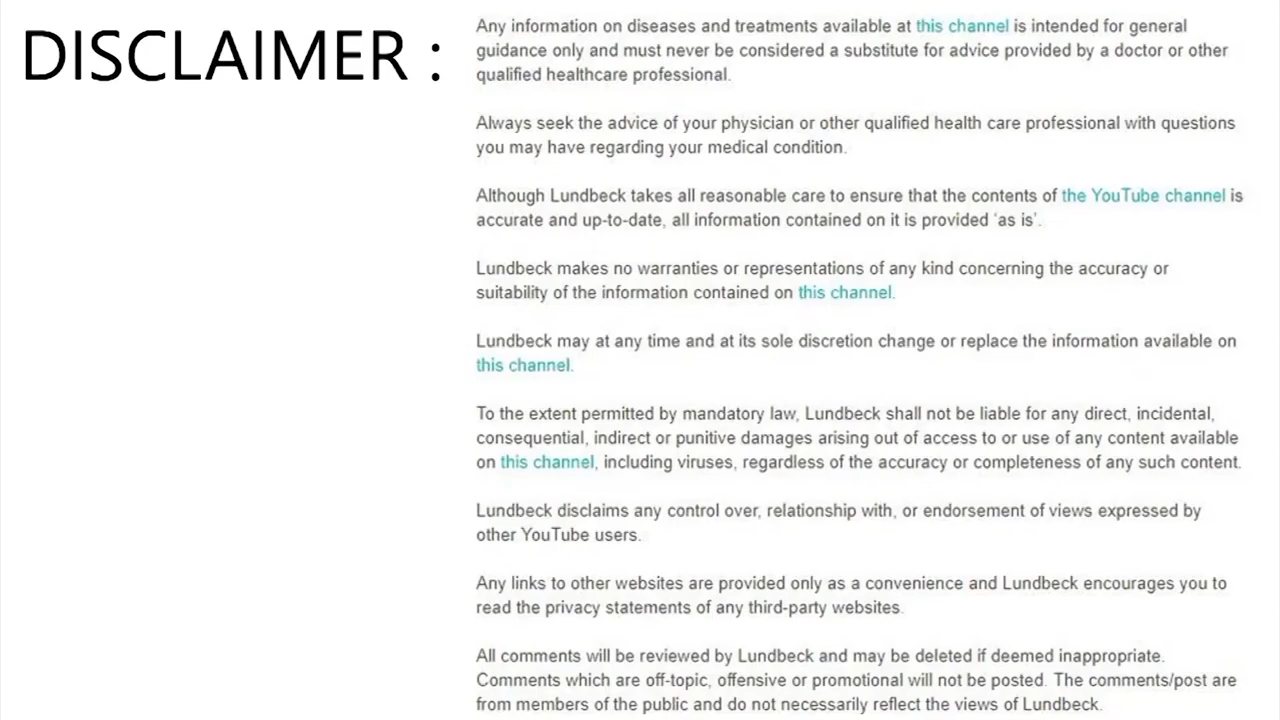 DISCLAIMER :
Any information on diseases and treatments available at this channel is intended for general
guidance only and must never be considered a substitute for advice provided by a doctor or other
qualified healthcare professional.
Always seek the advice of your physician or other qualified health care professional with questions
you may have regarding your medical condition.
Although Lundbeck takes all reasonable care to ensure that the contents of the YouTube channel is
accurate and up-to-date, all information contained on it is provided ‘as is’.
Lundbeck makes no warranties or representations of any kind concerning the accuracy or
suitability of the information contained on this channel.
Lundbeck may at any time and at its sole discretion change or replace the information available on
this channel.
To the extent permitted by mandatory law, Lundbeck shall not be liable for any direct, incidental,
consequential, indirect or punitive damages arising out of access to or use of any content available
on this channel, including viruses, regardless of the accuracy or completeness of any such content.
Lundbeck disclaims any control over, relationship with, or endorsement of views expressed by
other YouTube users.
Any links to other websites are provided only as a convenience and Lundbeck encourages you to
read the privacy statements of any third-party websites.
All comments will be reviewed by Lundbeck and may be deleted if deemed inappropriate.
Comments which are off-topic, offensive or promotional will not be posted. The comments/post are
from members of the public and do not necessarily reflect the views of Lundbeck.